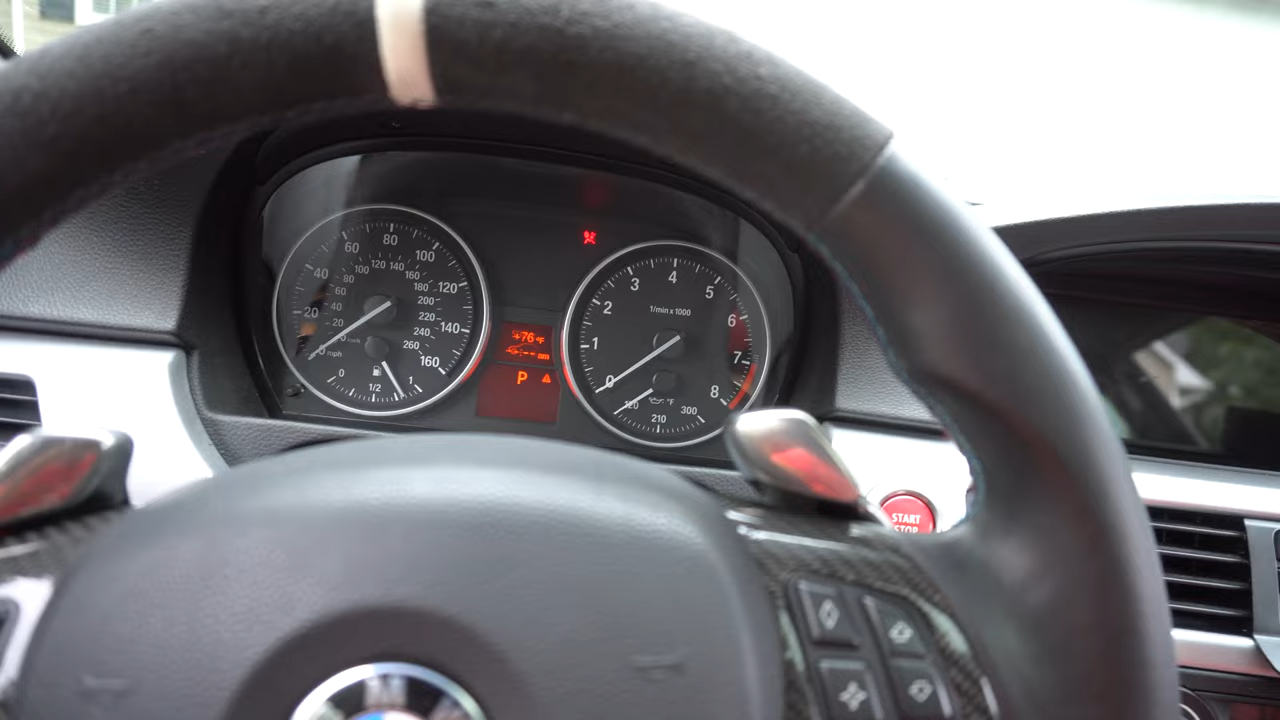 20 40 60 80 100 120 140 160
20 40 60 80 100 120 140 160 180 200 220 240 260
mph
0 1/2 1
+76 °F
-:-- am
P
0 1 2 3 4 5 6 7 8
1/min x 1000
120 210 300
°F
START
STOP